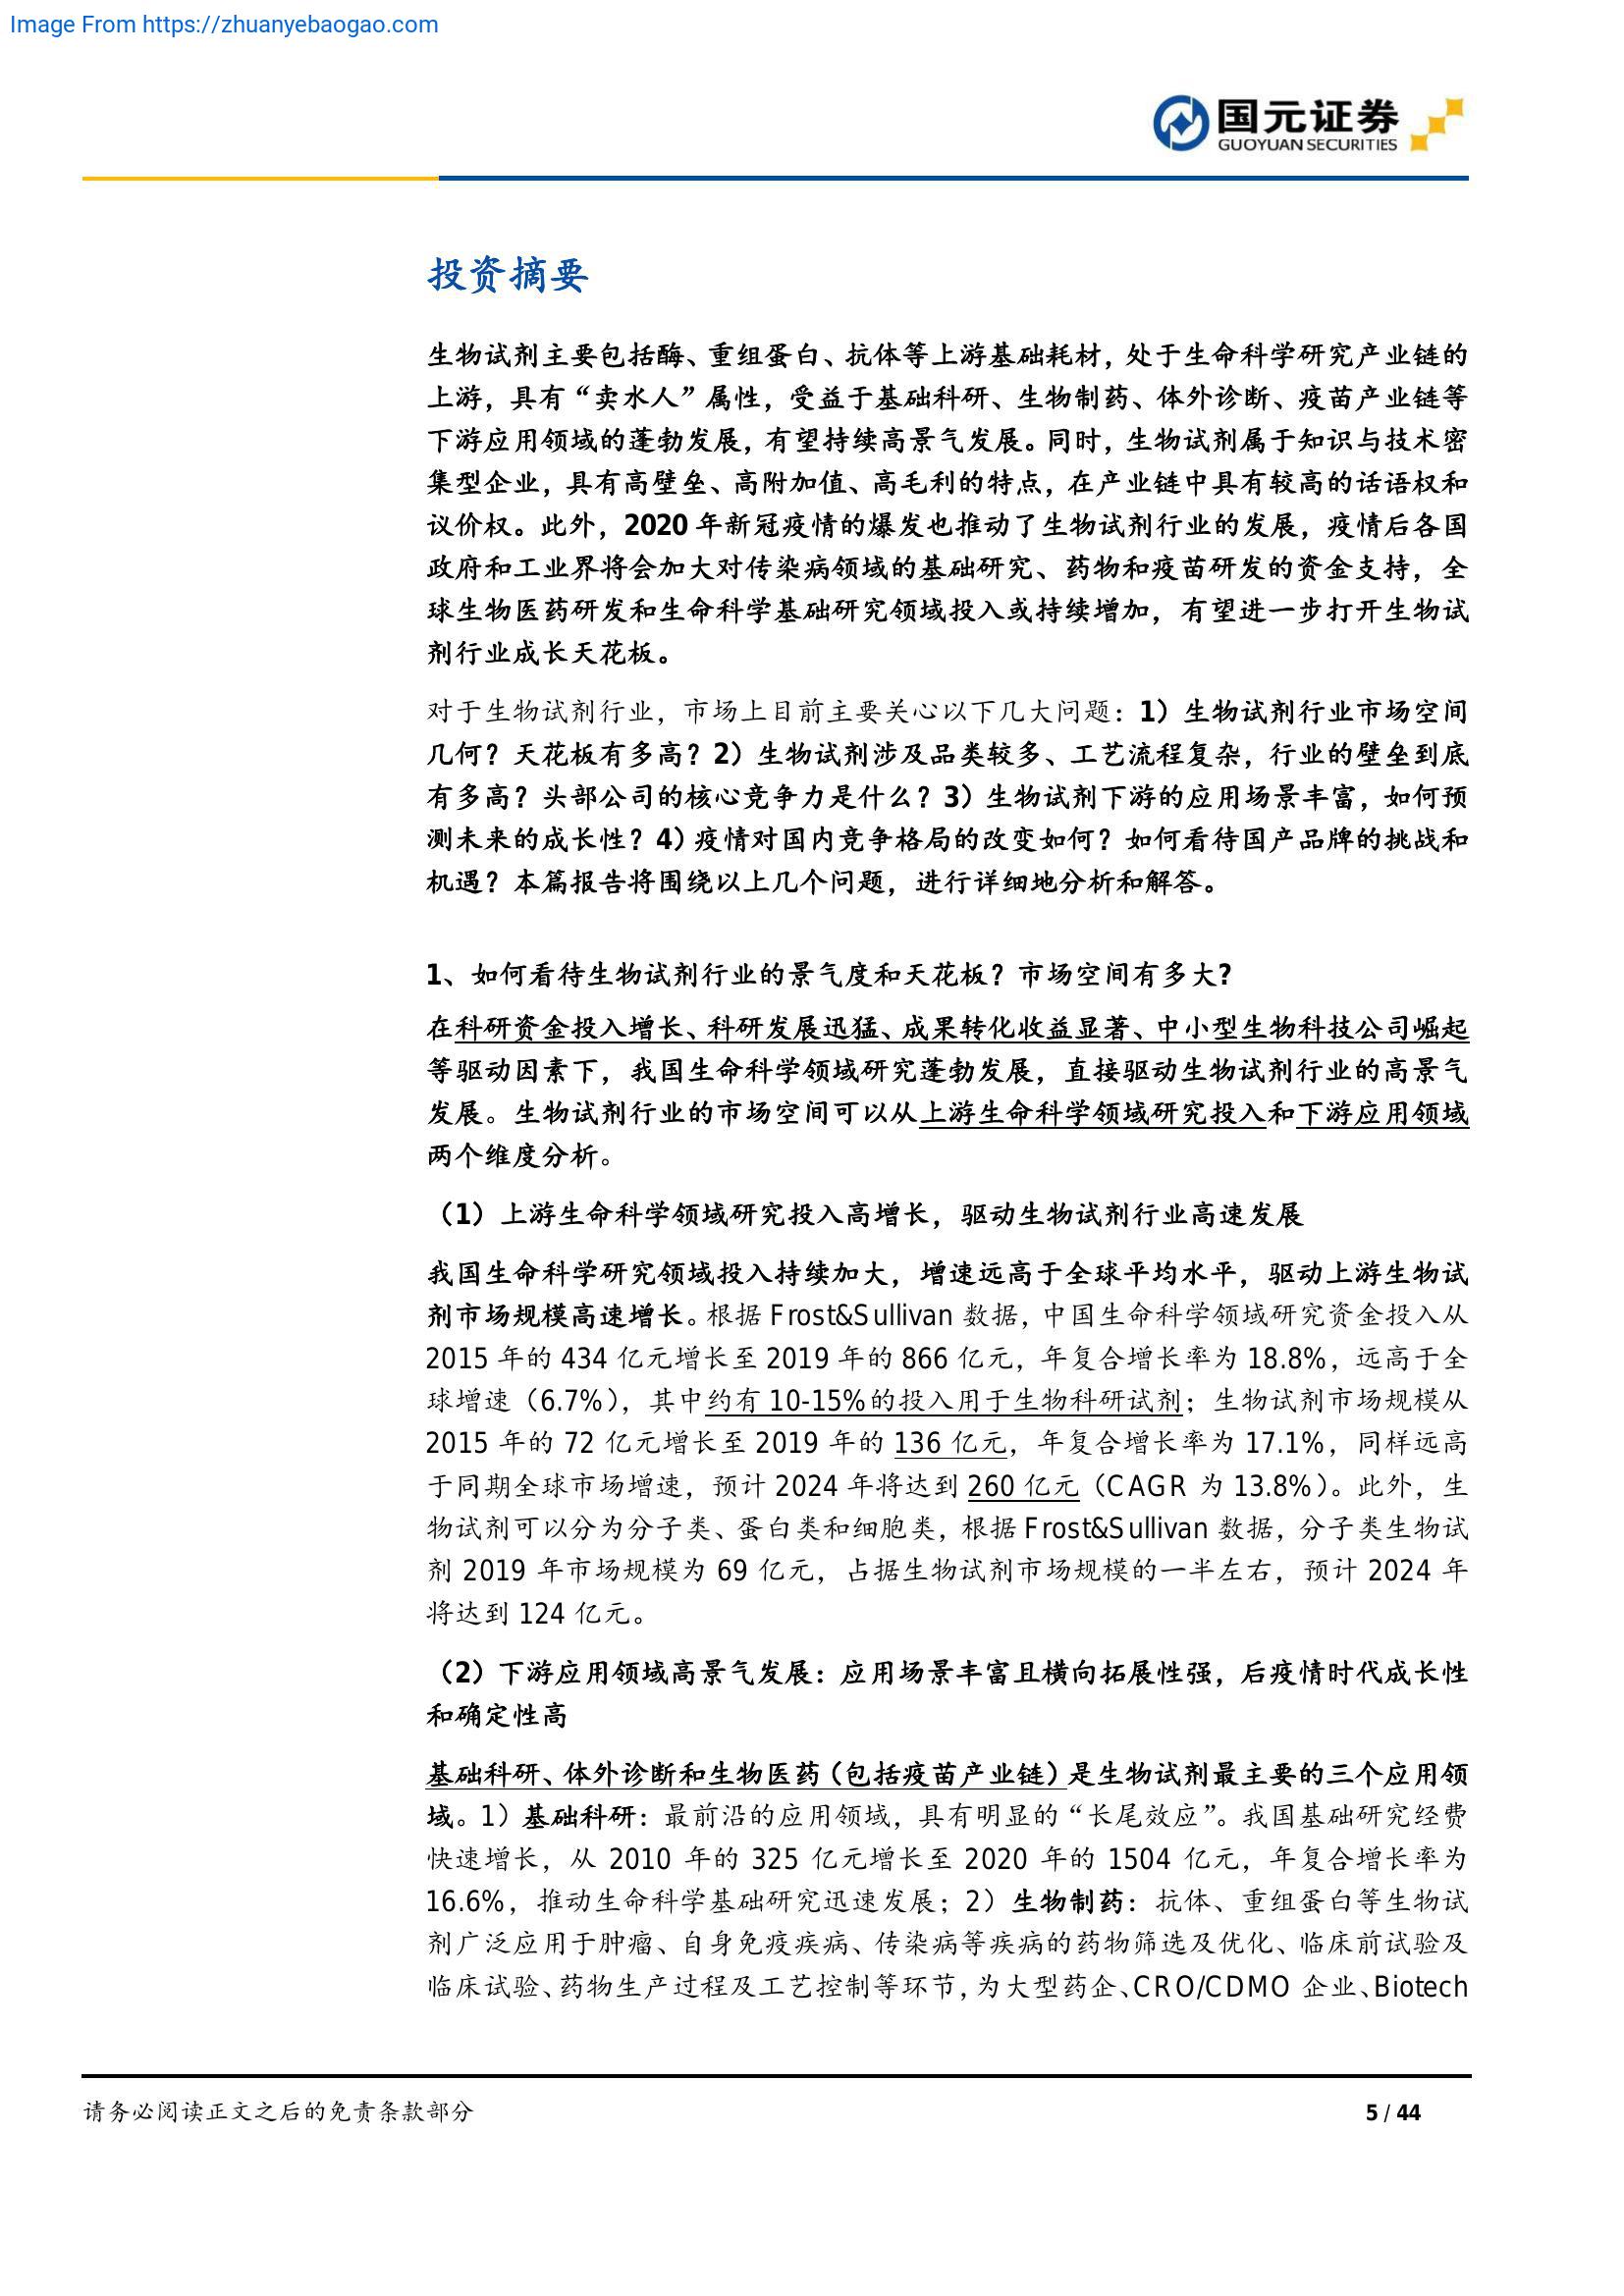 Image From https://zhuanyebaogao.com
国元证券
GUOYUAN SECURITIES
投资摘要
生物试剂主要包括酶、重组蛋白、抗体等上游基础耗材，处于生命科学研究产业链的
上游，具有“卖水人”属性，受益于基础科研、生物制药、体外诊断、疫苗产业链等
下游应用领域的蓬勃发展，有望持续高景气发展。同时，生物试剂属于知识与技术密
集型企业，具有高壁垒、高附加值、高毛利的特点，在产业链中具有较高的话语权和
议价权。此外，2020 年新冠疫情的爆发也推动了生物试剂行业的发展，疫情后各国
政府和工业界将会加大对传染病领域的基础研究、药物和疫苗研发的资金支持，全
球生物医药研发和生命科学基础研究领域投入或持续增加，有望进一步打开生物试
剂行业成长天花板。
对于生物试剂行业，市场上目前主要关心以下几大问题：1）生物试剂行业市场空间
几何？天花板有多高？2）生物试剂涉及品类较多、工艺流程复杂，行业的壁垒到底
有多高？头部公司的核心竞争力是什么？3）生物试剂下游的应用场景丰富，如何预
测未来的成长性？4）疫情对国内竞争格局的改变如何？如何看待国产品牌的挑战和
机遇？本篇报告将围绕以上几个问题，进行详细地分析和解答。
1、如何看待生物试剂行业的景气度和天花板？市场空间有多大?
在科研资金投入增长、科研发展迅猛、成果转化收益显著、中小型生物科技公司崛起
等驱动因素下，我国生命科学领域研究蓬勃发展，直接驱动生物试剂行业的高景气
发展。生物试剂行业的市场空间可以从上游生命科学领域研究投入和下游应用领域
两个维度分析。
（1）上游生命科学领域研究投入高增长，驱动生物试剂行业高速发展
我国生命科学研究领域投入持续加大，增速远高于全球平均水平，驱动上游生物试
剂市场规模高速增长。根据 Frost&Sullivan 数据，中国生命科学领域研究资金投入从
2015 年的 434 亿元增长至 2019 年的 866 亿元，年复合增长率为 18.8%，远高于全
球增速（6.7%），其中约有 10-15%的投入用于生物科研试剂；生物试剂市场规模从
2015 年的 72 亿元增长至 2019 年的 136 亿元，年复合增长率为 17.1%，同样远高
于同期全球市场增速，预计 2024 年将达到 260 亿元（CAGR 为 13.8%）。此外，生
物试剂可以分为分子类、蛋白类和细胞类，根据 Frost&Sullivan 数据，分子类生物试
剂 2019 年市场规模为 69 亿元，占据生物试剂市场规模的一半左右，预计 2024 年
将达到 124 亿元。
（2）下游应用领域高景气发展：应用场景丰富且横向拓展性强，后疫情时代成长性
和确定性高
基础科研、体外诊断和生物医药（包括疫苗产业链）是生物试剂最主要的三个应用领
域。1）基础科研：最前沿的应用领域，具有明显的“长尾效应”。我国基础研究经费
快速增长，从 2010 年的 325 亿元增长至 2020 年的 1504 亿元，年复合增长率为
16.6%，推动生命科学基础研究迅速发展；2）生物制药：抗体、重组蛋白等生物试
剂广泛应用于肿瘤、自身免疫疾病、传染病等疾病的药物筛选及优化、临床前试验及
临床试验、药物生产过程及工艺控制等环节，为大型药企、CRO/CDMO 企业、Biotech
请务必阅读正文之后的免责条款部分
5 / 44